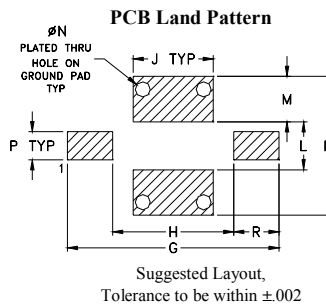 PCB Land Pattern
øN
PLATED THRU
HOLE ON
GROUND PAD
TYP
J TYP
M
P TYP
L
1
H
R
G
Suggested Layout,
Tolerance to be within ±.002